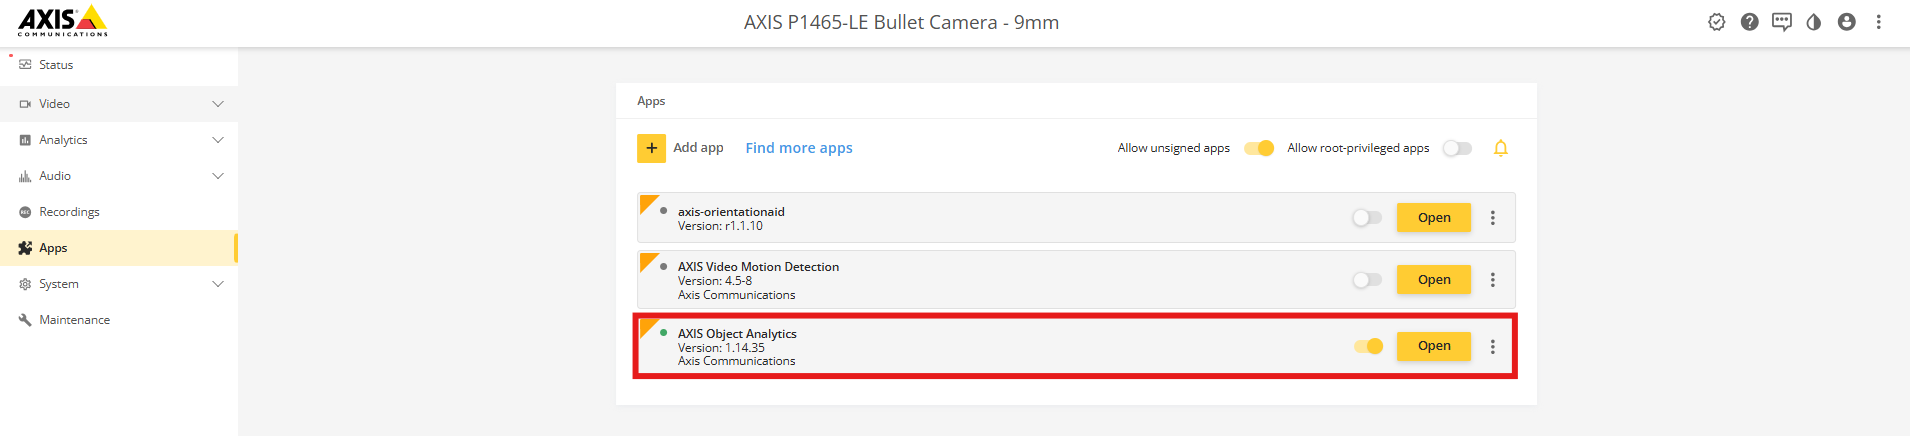 AXIS
COMMUNICATIONS
AXIS P1465-LE Bullet Camera - 9mm
Status
Video
Analytics
Audio
REC Recordings
Apps
System
Maintenance
Apps
+ Add app Find more apps Allow unsigned apps Allow root-privileged apps
axis-orientationaid
Version: r1.1.10
Open
AXIS Video Motion Detection
Version: 4.5-8
Axis Communications
Open
AXIS Object Analytics
Version: 1.14.35
Axis Communications
Open